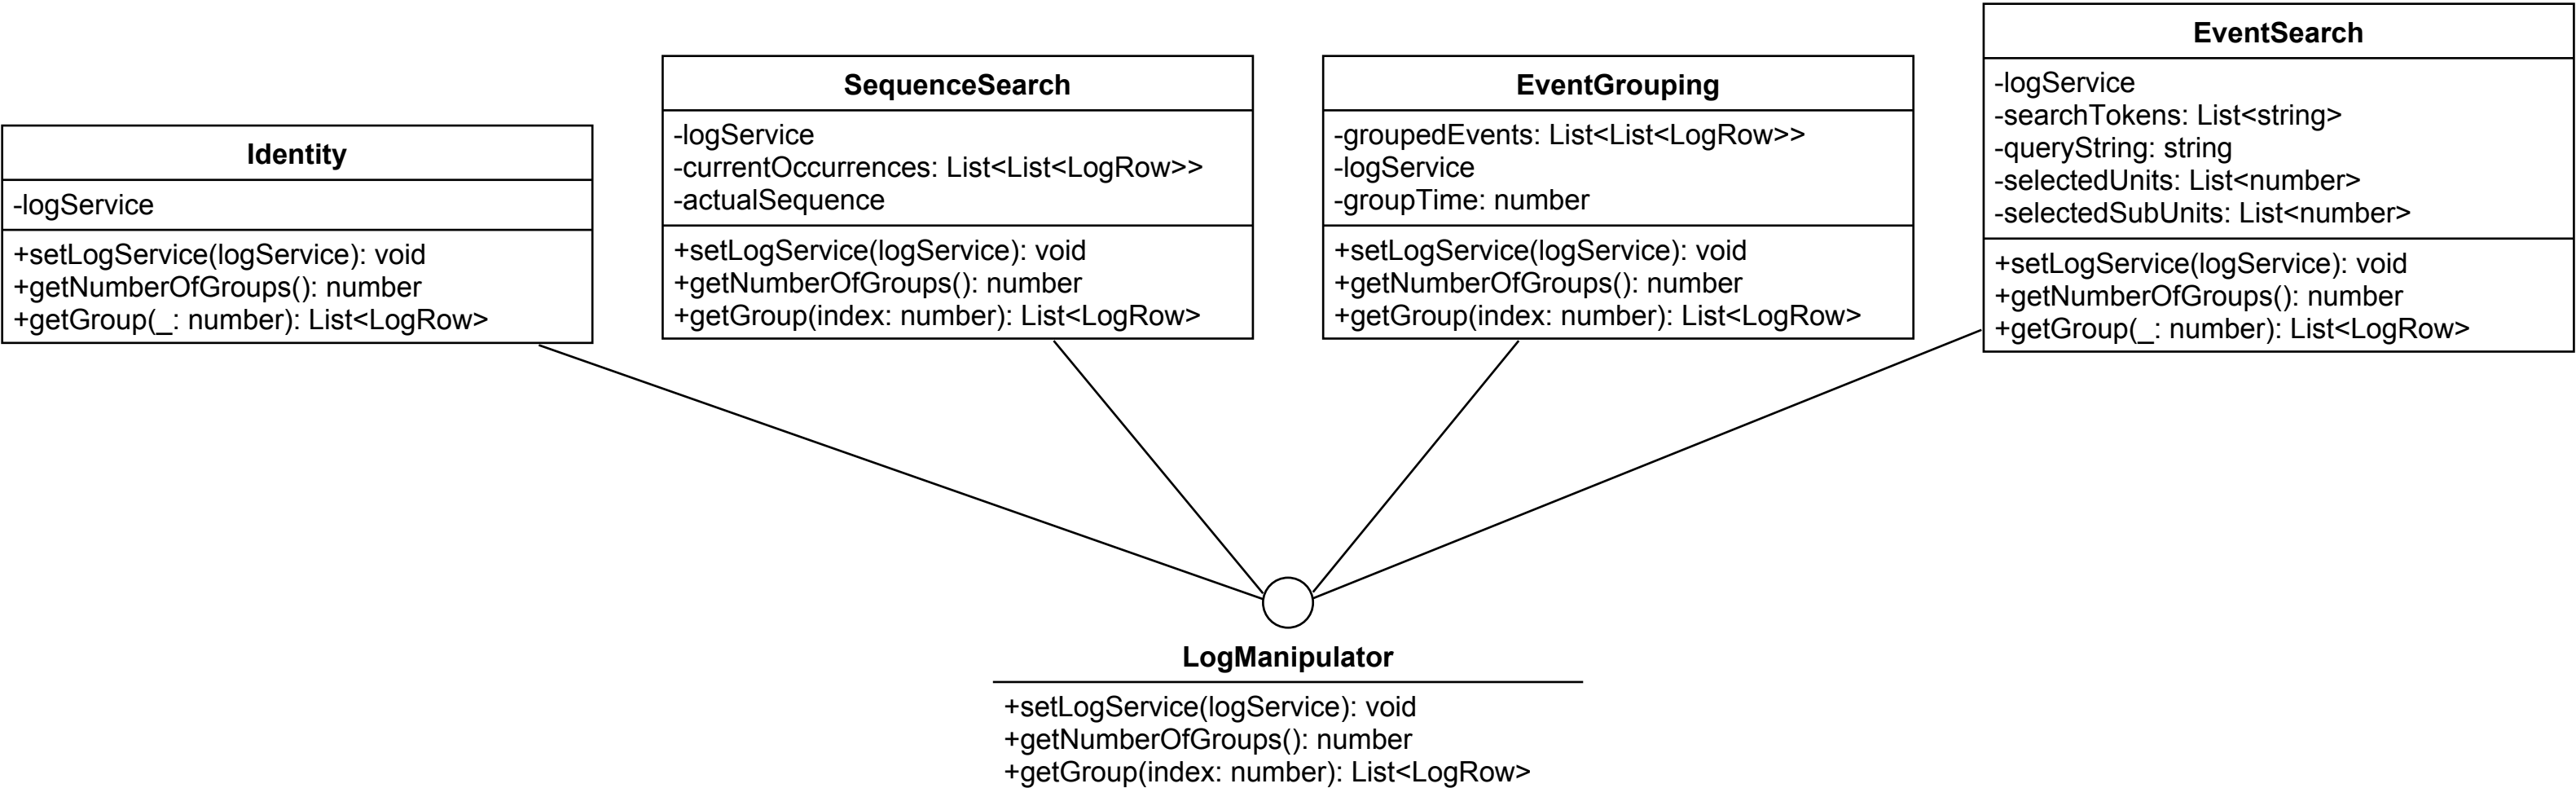 Identity
-logService
+setLogService(logService): void
+getNumberOfGroups(): number
+getGroup(_: number): List<LogRow>
SequenceSearch
-logService
-currentOccurrences: List<List<LogRow>>
-actualSequence
+setLogService(logService): void
+getNumberOfGroups(): number
+getGroup(index: number): List<LogRow>
EventGrouping
-groupedEvents: List<List<LogRow>>
-logService
-groupTime: number
+setLogService(logService): void
+getNumberOfGroups(): number
+getGroup(index: number): List<LogRow>
EventSearch
-logService
-searchTokens: List<string>
-queryString: string
-selectedUnits: List<number>
-selectedSubUnits: List<number>
+setLogService(logService): void
+getNumberOfGroups(): number
+getGroup(_: number): List<LogRow>
LogManipulator
+setLogService(logService): void
+getNumberOfGroups(): number
+getGroup(index: number): List<LogRow>